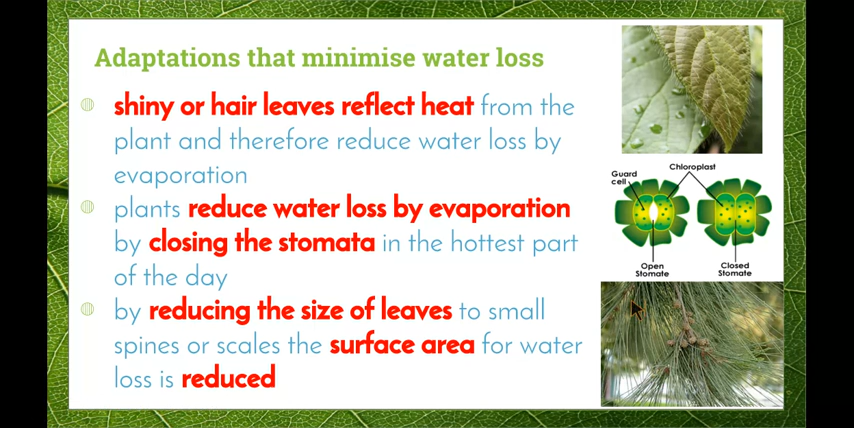 Adaptations that minimise water loss
shiny or hair leaves reflect heat from the
plant and therefore reduce water loss by
evaporation
plants reduce water loss by evaporation
by closing the stomata in the hottest part
of the day
by reducing the size of leaves to small
spines or scales the surface area for water
loss is reduced
Chloroplast
Guard
cell
Open
Stomate
Closed
Stomate